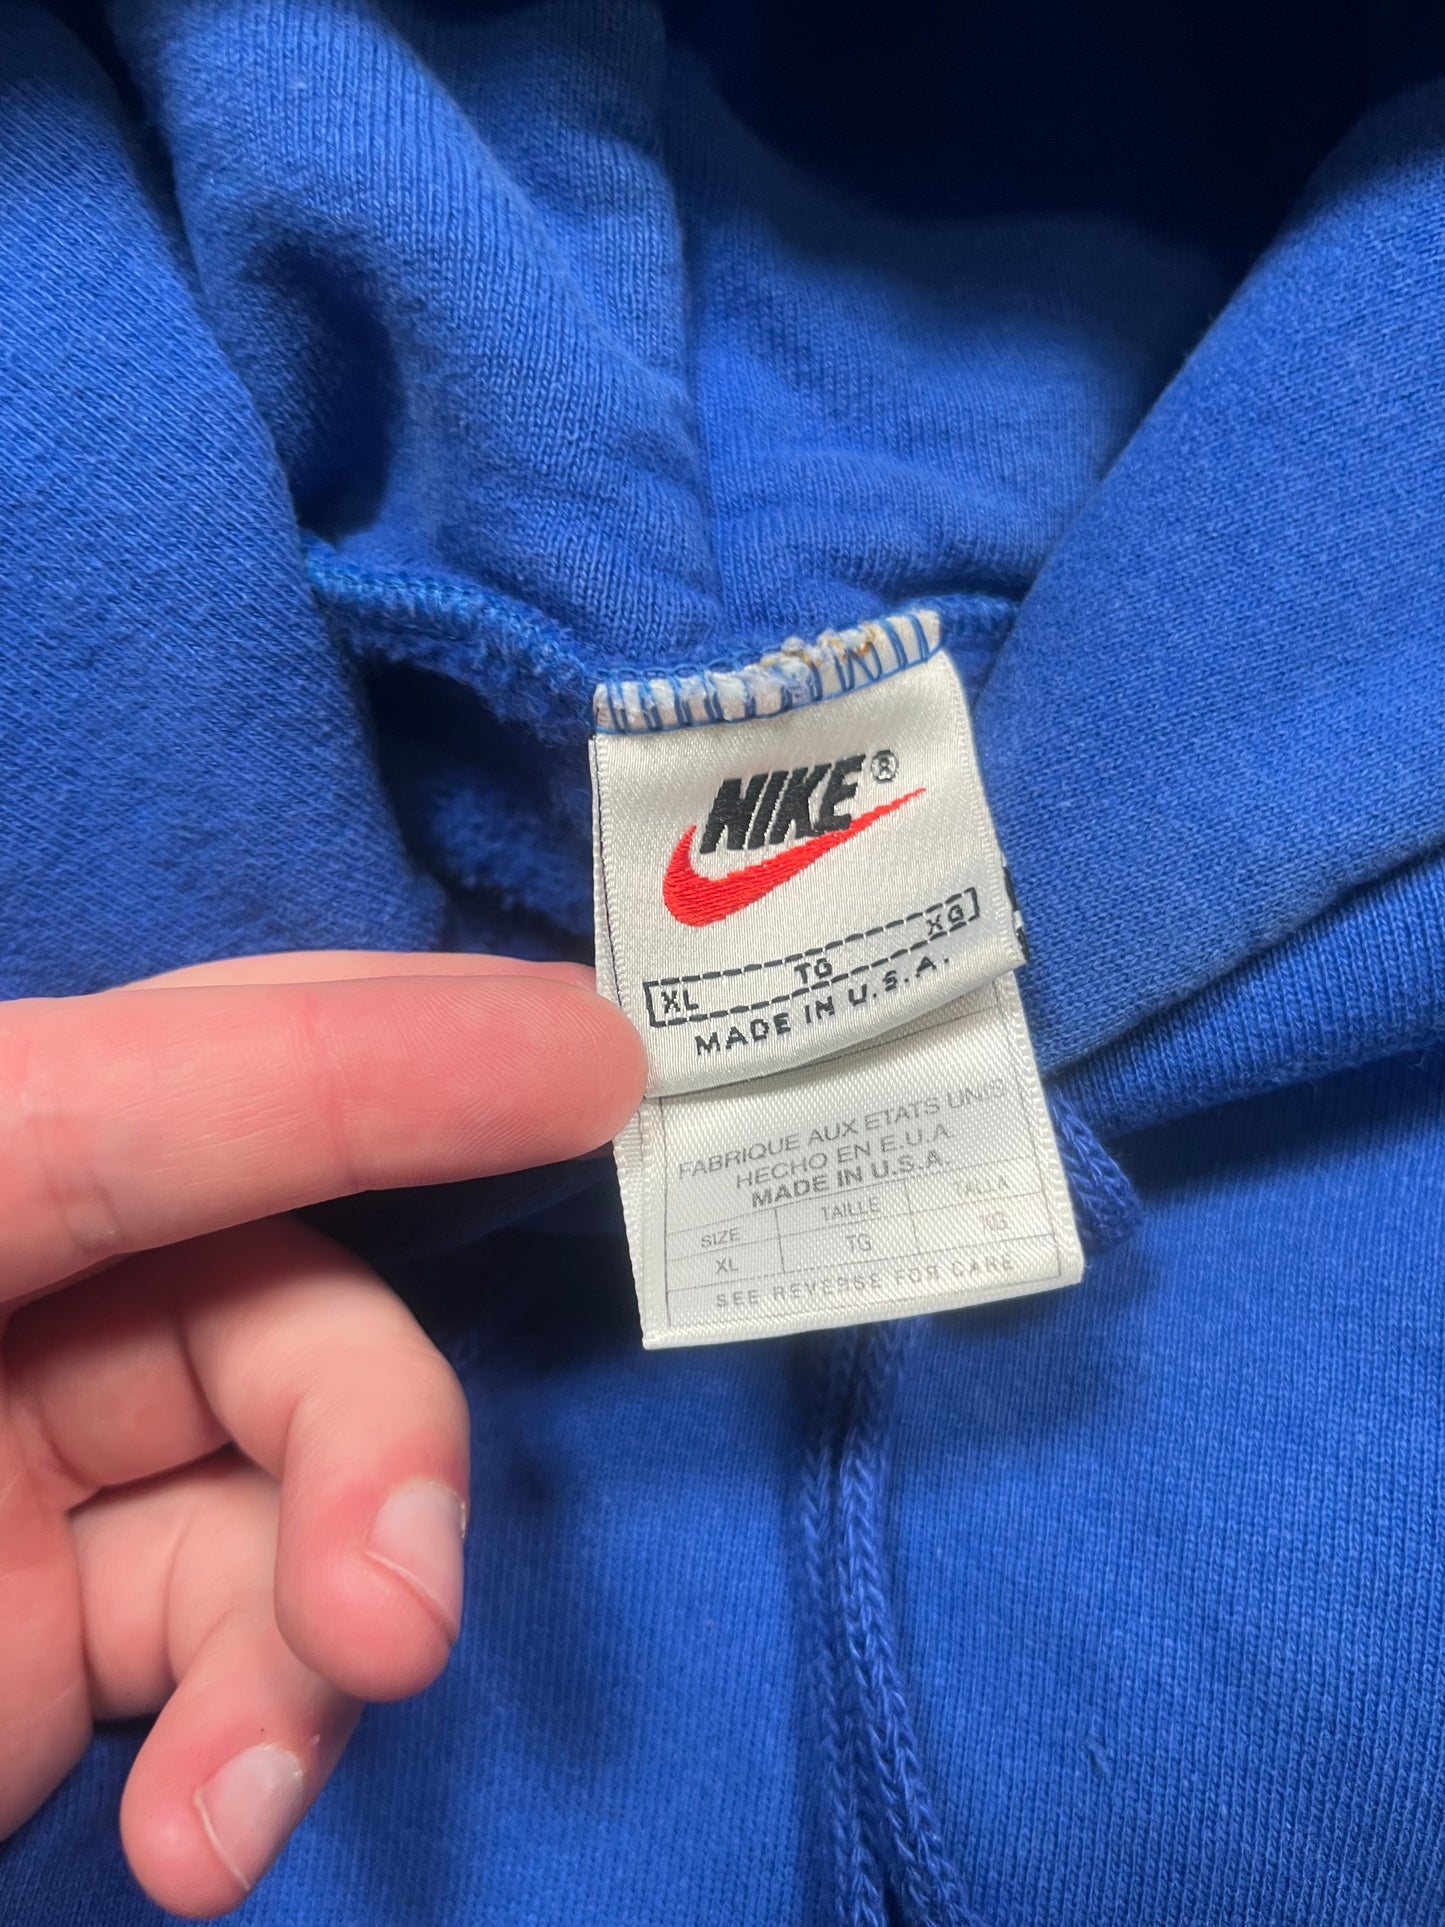 NIKE®
XL TG XG
MADE IN U.S.A.
FABRIQUE AUX ETATS UNIS
HECHO EN E.U.A.
MADE IN U.S.A.
SIZE TAILLE TALLA
XL TG XG
SEE REVERSE FOR CARE